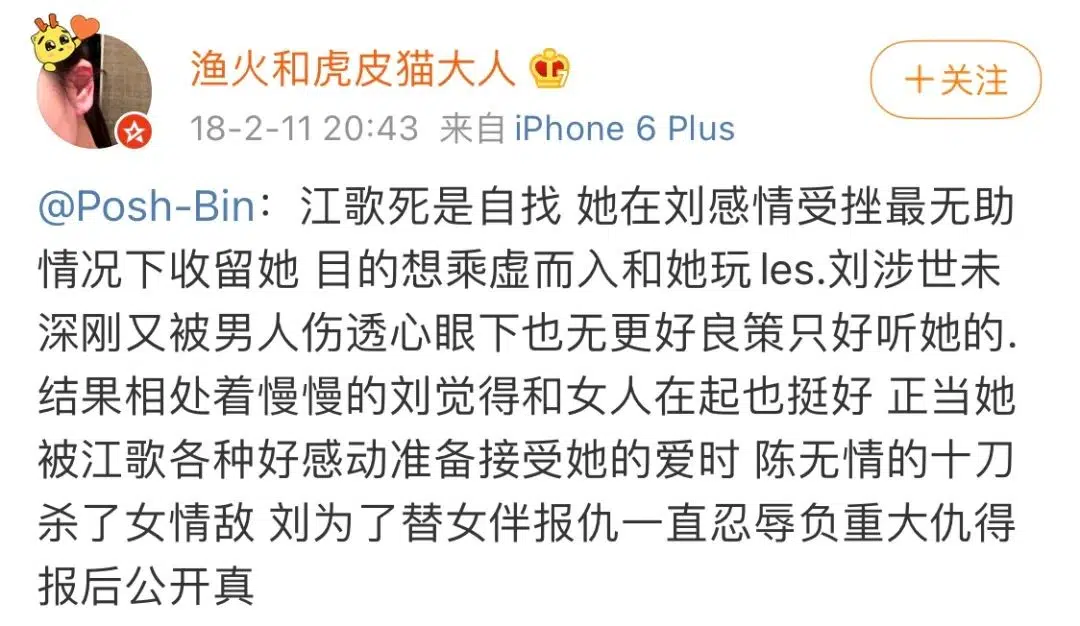 渔火和虎皮猫大人
+关注
18-2-11 20:43 来自 iPhone 6 Plus
@Posh-Bin：江歌死是自找 她在刘感情受挫最无助
情况下收留她 目的想乘虚而入和她玩les.刘涉世未
深刚又被男人伤透心眼下也无更好良策只好听她的.
结果相处着慢慢的刘觉得和女人在起也挺好 正当她
被江歌各种好感动准备接受她的爱时 陈无情的十刀
杀了女情敌 刘为了替女伴报仇一直忍辱负重大仇得
报后公开真